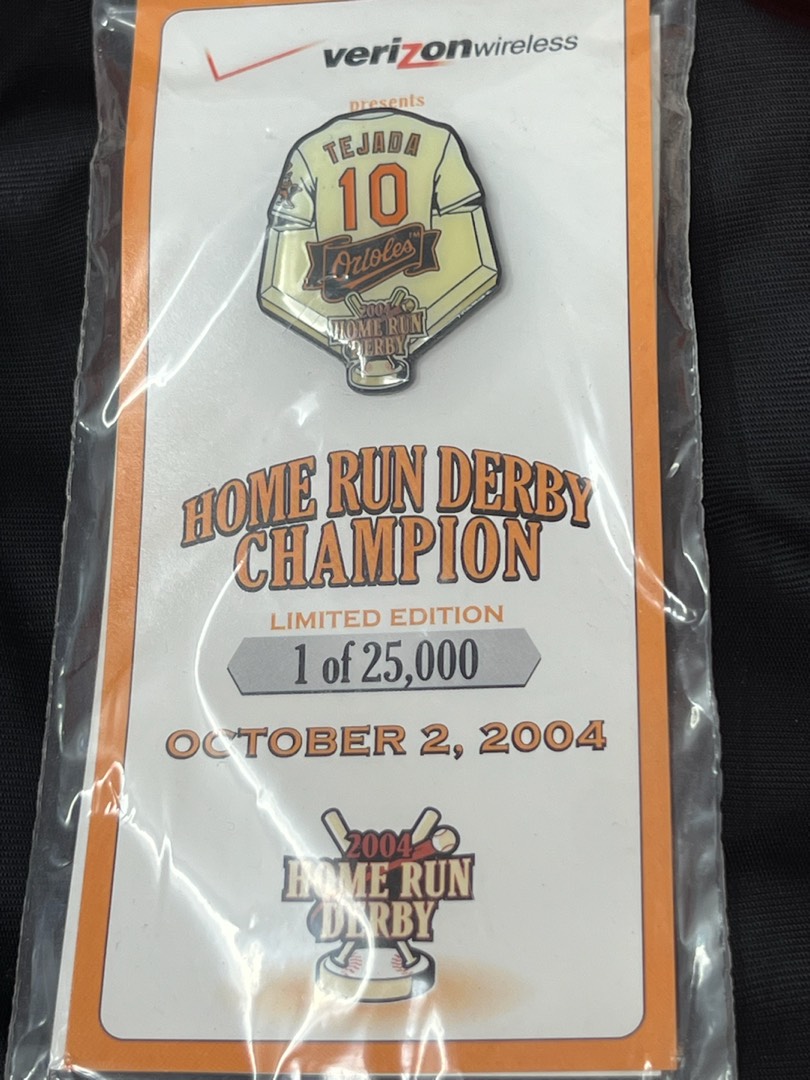 verizonwireless
presents
TEJADA
10
Orioles™
2004
HOME RUN
DERBY
HOME RUN DERBY
CHAMPION
LIMITED EDITION
1 of 25,000
OCTOBER 2, 2004
2004
HOME RUN
DERBY